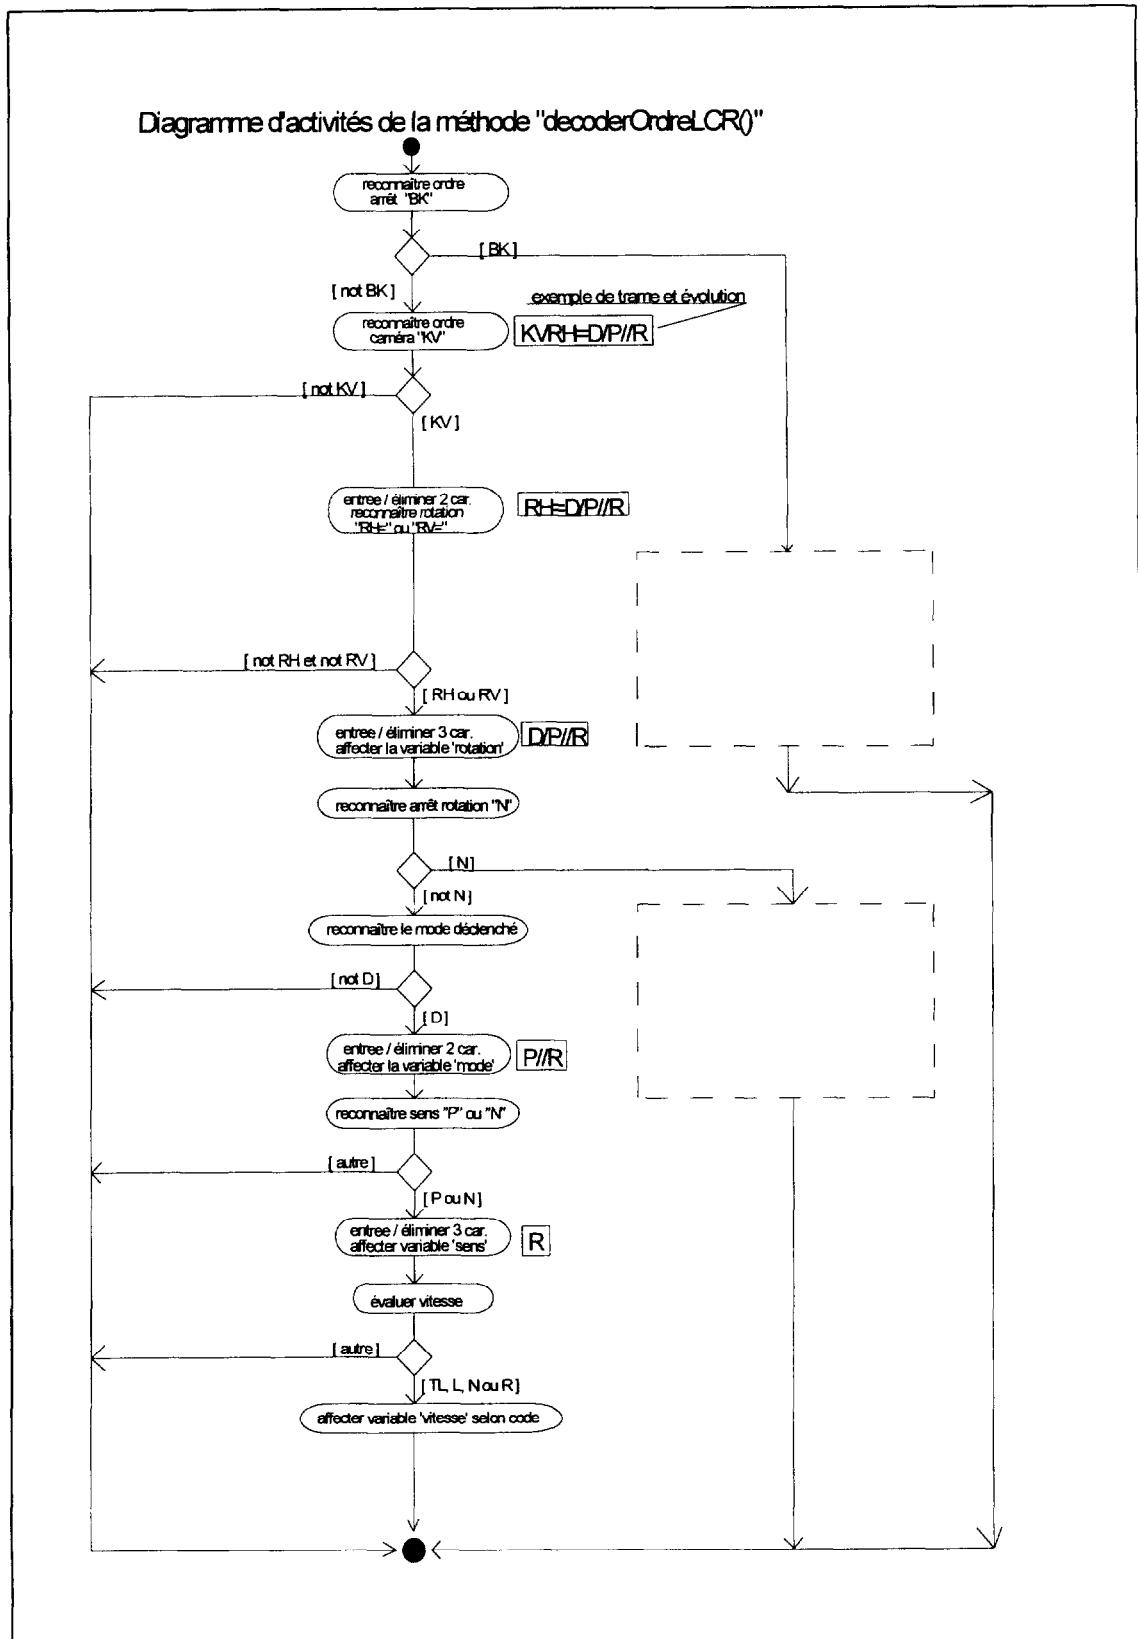 Diagramme d'activités de la méthode "decoderOrdreLCR()"
reconnaître ordre
arrêt "BK"
[ BK ]
[ not BK ]
exemple de trame et évolution
reconnaître ordre
caméra "KV"
KVRH=D/P//R
[ not KV ]
[ KV ]
entree / éliminer 2 car.
reconnaître rotation
"RH=" ou "RV="
RH=D/P//R
[ not RH et not RV ]
[ RH ou RV ]
entree / éliminer 3 car.
affecter la variable 'rotation'
D/P//R
reconnaître arrêt rotation "N"
[ N ]
[ not N ]
reconnaître le mode déclenché
[ not D ]
[ D ]
entree / éliminer 2 car.
affecter la variable 'mode'
P//R
reconnaître sens "P" ou "N"
[ autre ]
[ P ou N ]
entree / éliminer 3 car.
affecter variable 'sens'
R
évaluer vitesse
[ autre ]
[ TL, L, N ou R ]
affecter variable 'vitesse' selon code